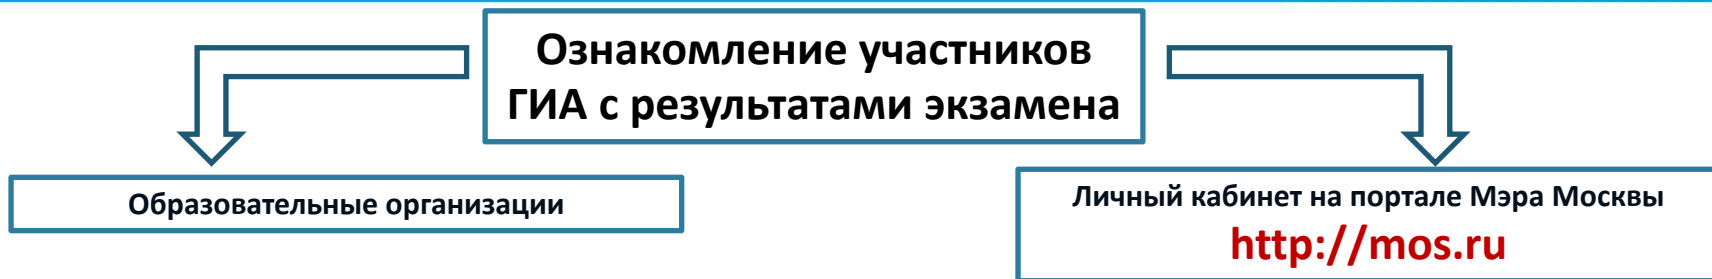 Ознакомление участников
ГИА с результатами экзамена
Образовательные организации
Личный кабинет на портале Мэра Москвы
http://mos.ru